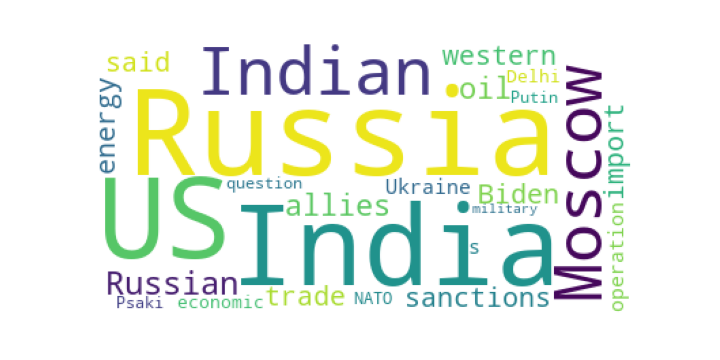 said
Indian
western
Delhi
energy
oil
Putin
Russia
Moscow
import
US
question
Ukraine
Biden
allies
India
military
s
operation
Russian
Psaki
economic
trade
NATO
sanctions